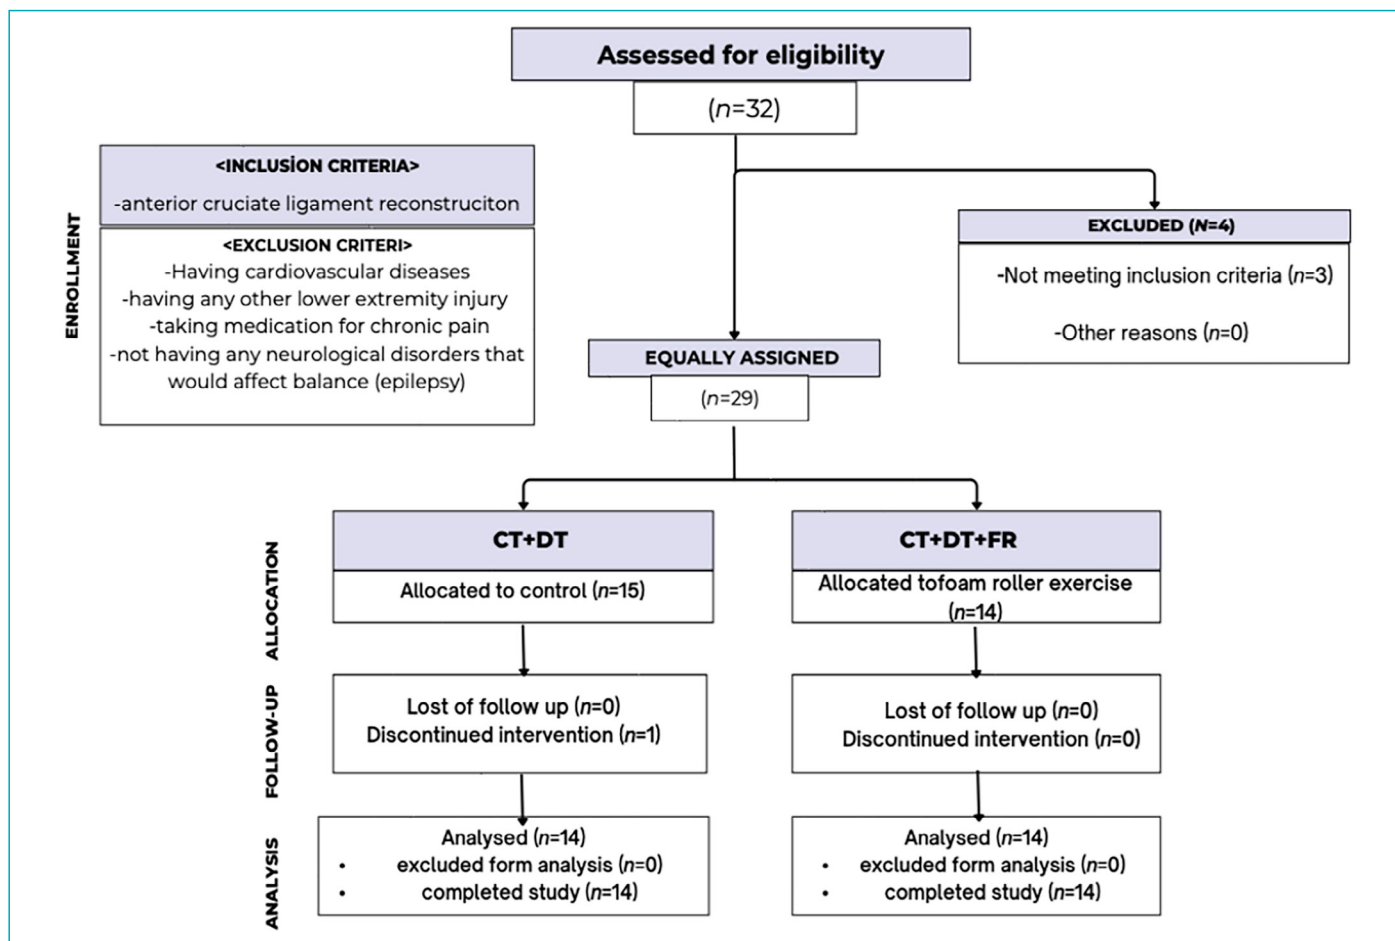 Assessed for eligibility
(n=32)
ENROLLMENT
<INCLUSİON CRITERIA>
-anterior cruciate ligament reconstruciton
<EXCLUSION CRITERI>
-Having cardiovascular diseases
-having any other lower extremity injury
-taking medication for chronic pain
-not having any neurological disorders that
would affect balance (epilepsy)
EXCLUDED (N=4)
-Not meeting inclusion criteria (n=3)
-Other reasons (n=0)
EQUALLY ASSIGNED
(n=29)
ALLOCATION
CT+DT
Allocated to control (n=15)
CT+DT+FR
Allocated tofoam roller exercise
(n=14)
FOLLOW-UP
Lost of follow up (n=0)
Discontinued intervention (n=1)
Lost of follow up (n=0)
Discontinued intervention (n=0)
ANALYSIS
Analysed (n=14)
• excluded form analysis (n=0)
• completed study (n=14)
Analysed (n=14)
• excluded form analysis (n=0)
• completed study (n=14)